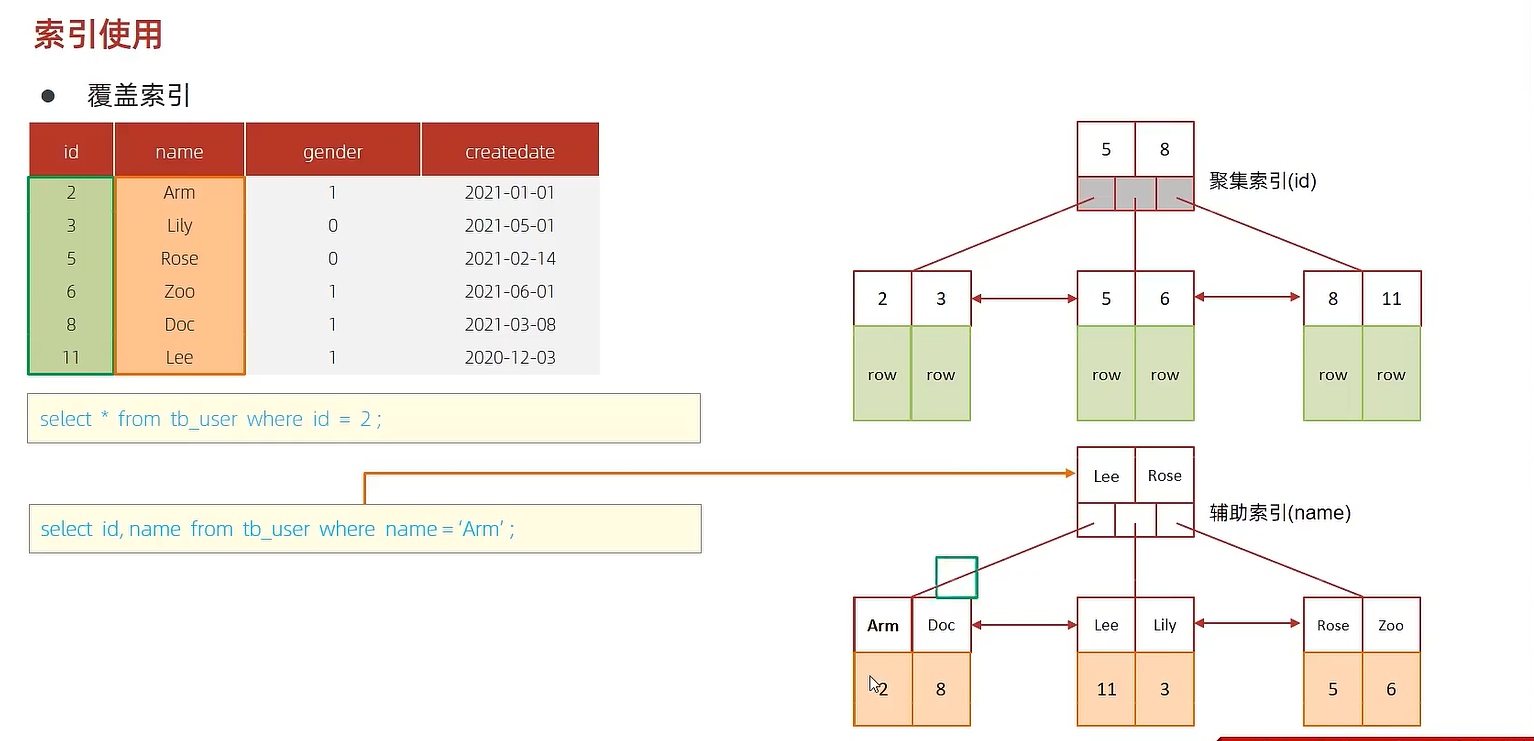 索引使用
● 覆盖索引
id name gender createdate
2 Arm 1 2021-01-01
3 Lily 0 2021-05-01
5 Rose 0 2021-02-14
6 Zoo 1 2021-06-01
8 Doc 1 2021-03-08
11 Lee 1 2020-12-03
select * from tb_user where id = 2 ;
select id, name from tb_user where name = ‘Arm’ ;
5 8
聚集索引(id)
2 3 5 6 8 11
row row row row row row
Lee Rose
辅助索引(name)
Arm Doc Lee Lily Rose Zoo
2 8 11 3 5 6